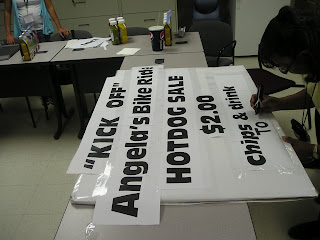 "KICK OFF"
Angela's Bike Ride
HOTDOG SALE
$2.00
Chips & drink
TO